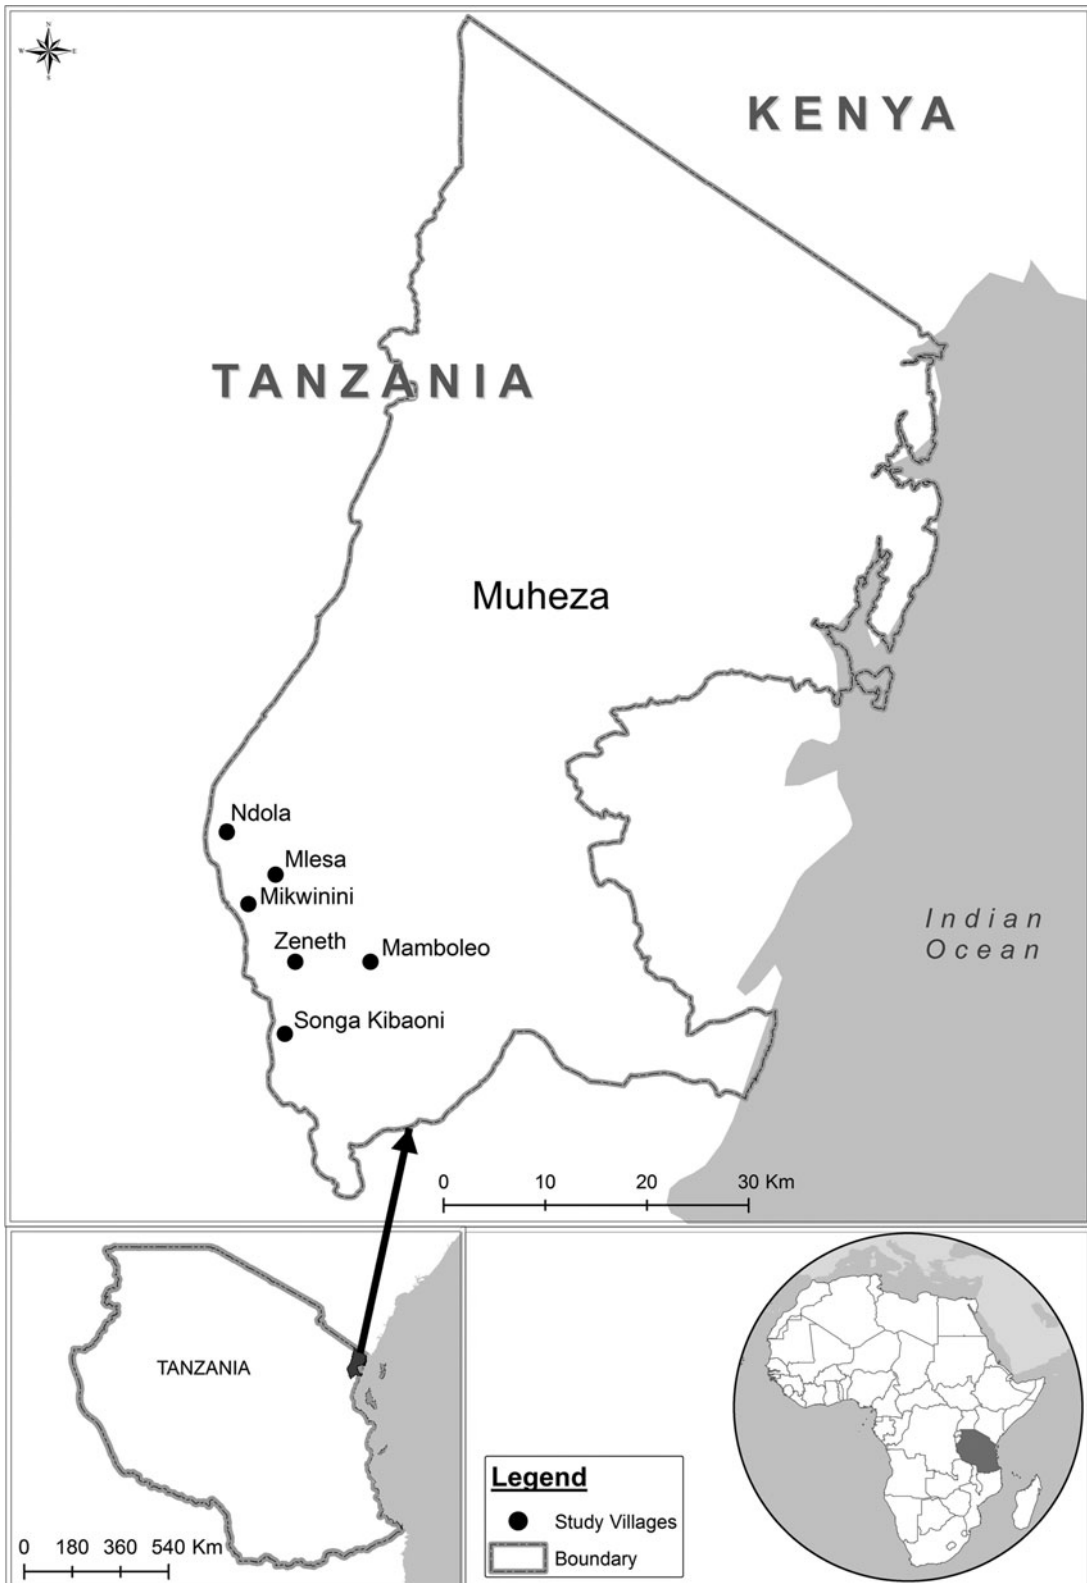 N
W E
S
KENYA
TANZANIA
Muheza
Ndola
Mlesa
Mikwinini
Zeneth
Mamboleo
Songa Kibaoni
Indian
Ocean
0 10 20 30 Km
TANZANIA
0 180 360 540 Km
Legend
Study Villages
Boundary